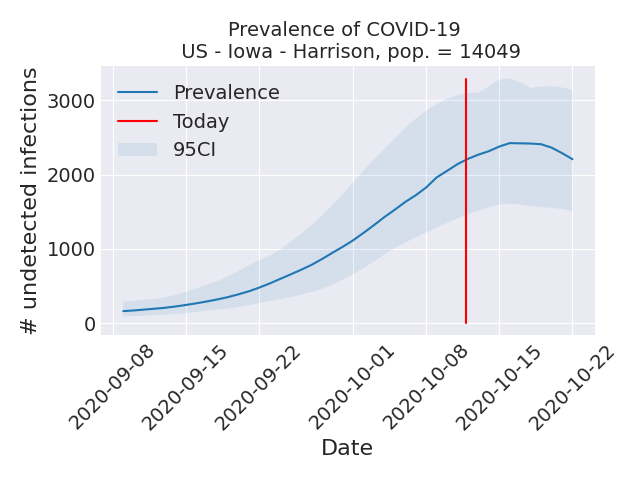 Prevalence of COVID-19
US - Iowa - Harrison, pop. = 14049
# undetected infections
3000
2000
1000
0
Prevalence
Today
95CI
2020-09-08
2020-09-15
2020-09-22
2020-10-01
2020-10-08
2020-10-15
2020-10-22
Date